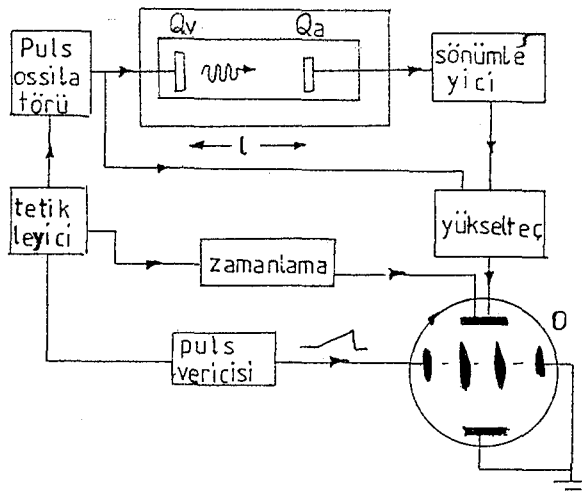 Qv
Qa
Puls
ossila
törü
sönümle
yici
l
tetik
leyici
yükselteç
zamanlama
O
puls
vericisi